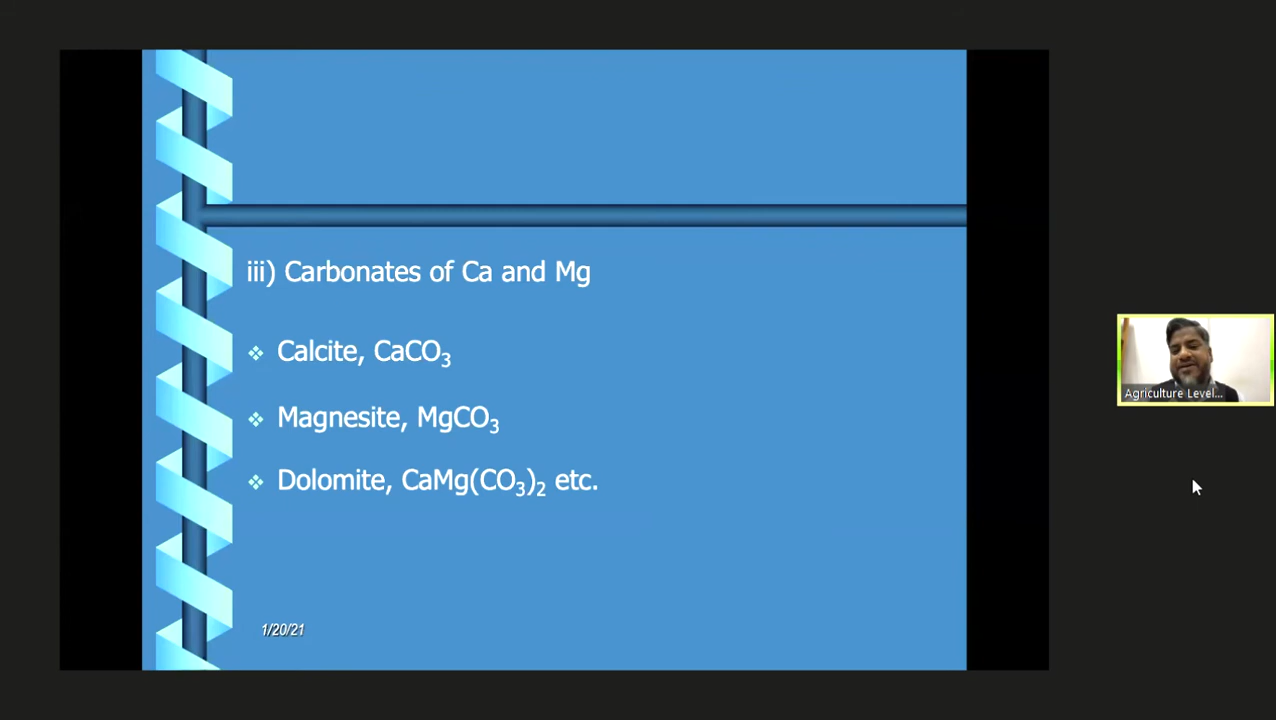 iii) Carbonates of Ca and Mg
❖ Calcite, CaCO₃
❖ Magnesite, MgCO₃
❖ Dolomite, CaMg(CO₃)₂ etc.
1/20/21
Agriculture Level...